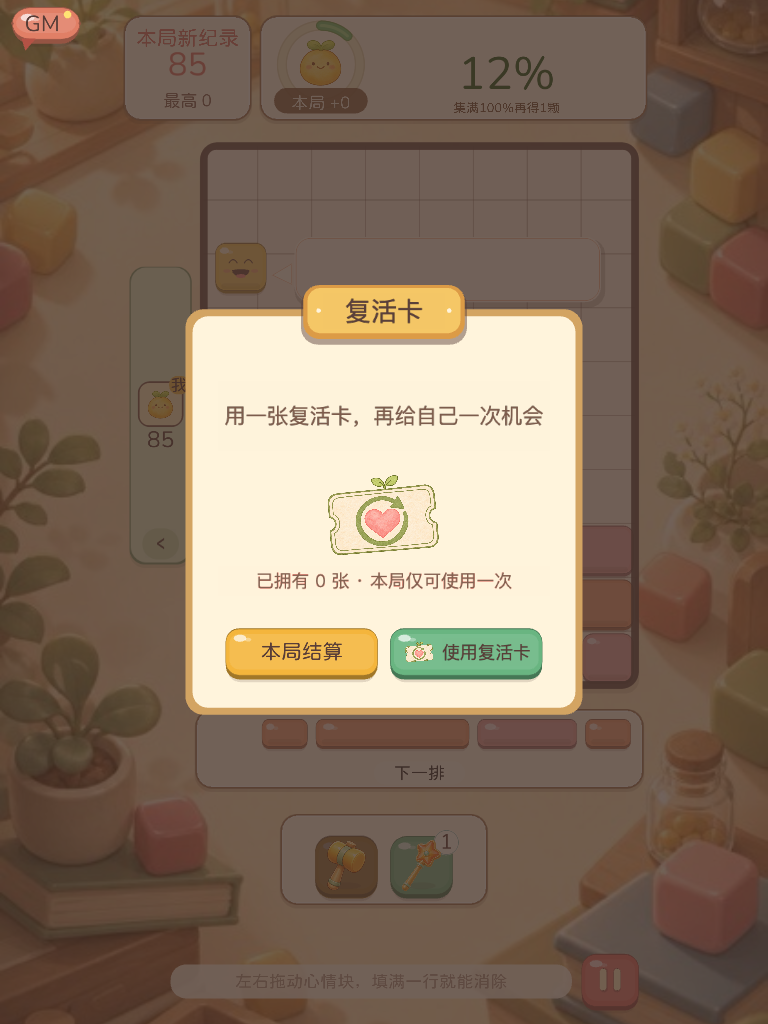 GM
本局新纪录
85
最高 0
本局 +0
12%
集满100%再得1颗
复活卡
我
85
<
用一张复活卡，再给自己一次机会
已拥有 0 张 · 本局仅可使用一次
本局结算
使用复活卡
下一排
1
左右拖动心情块，填满一行就能消除